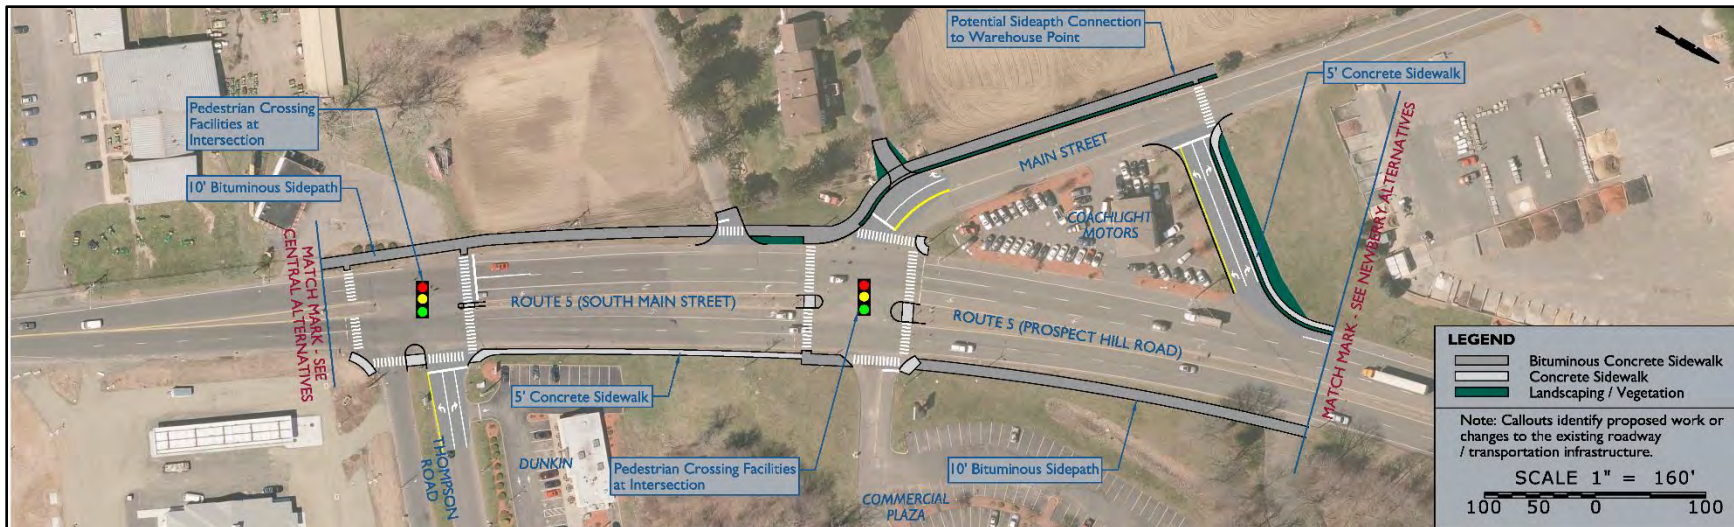 Potential Sideapth Connection
to Warehouse Point
5' Concrete Sidewalk
Pedestrian Crossing
Facilities at
Intersection
10' Bituminous Sidepath
MATCH MARK - SEE
CENTRAL ALTERNATIVES
MAIN STREET
COACHLIGHT
MOTORS
ROUTE 5 (SOUTH MAIN STREET)
ROUTE 5 (PROSPECT HILL ROAD)
MATCH MARK - SEE NEWBERRY ALTERNATIVES
5' Concrete Sidewalk
THOMPSON
ROAD
DUNKIN
Pedestrian Crossing Facilities
at Intersection
10' Bituminous Sidepath
COMMERCIAL
PLAZA
LEGEND
Bituminous Concrete Sidewalk
Concrete Sidewalk
Landscaping / Vegetation
Note: Callouts identify proposed work or
changes to the existing roadway
/ transportation infrastructure.
SCALE 1" = 160'
100 50 0 100